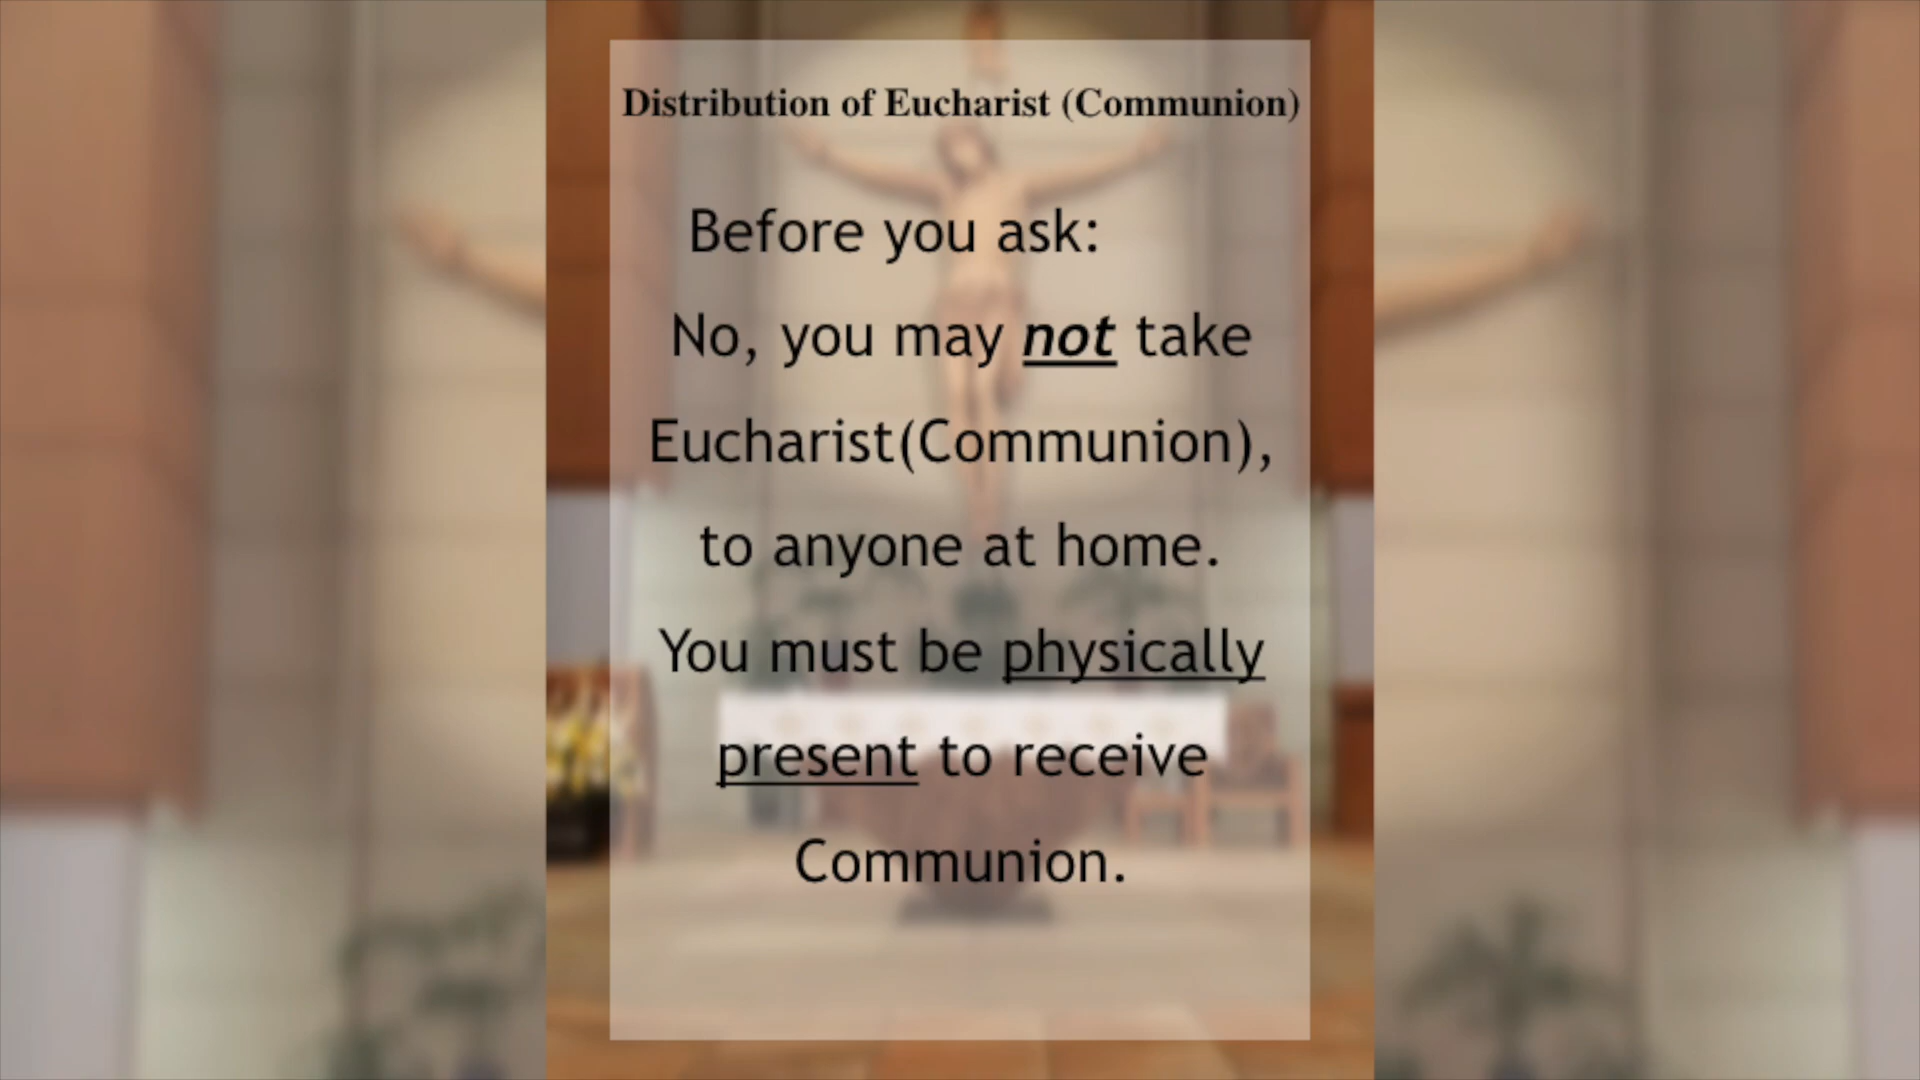 Distribution of Eucharist (Communion)
Before you ask:
No, you may not take
Eucharist(Communion),
to anyone at home.
You must be physically
present to receive
Communion.